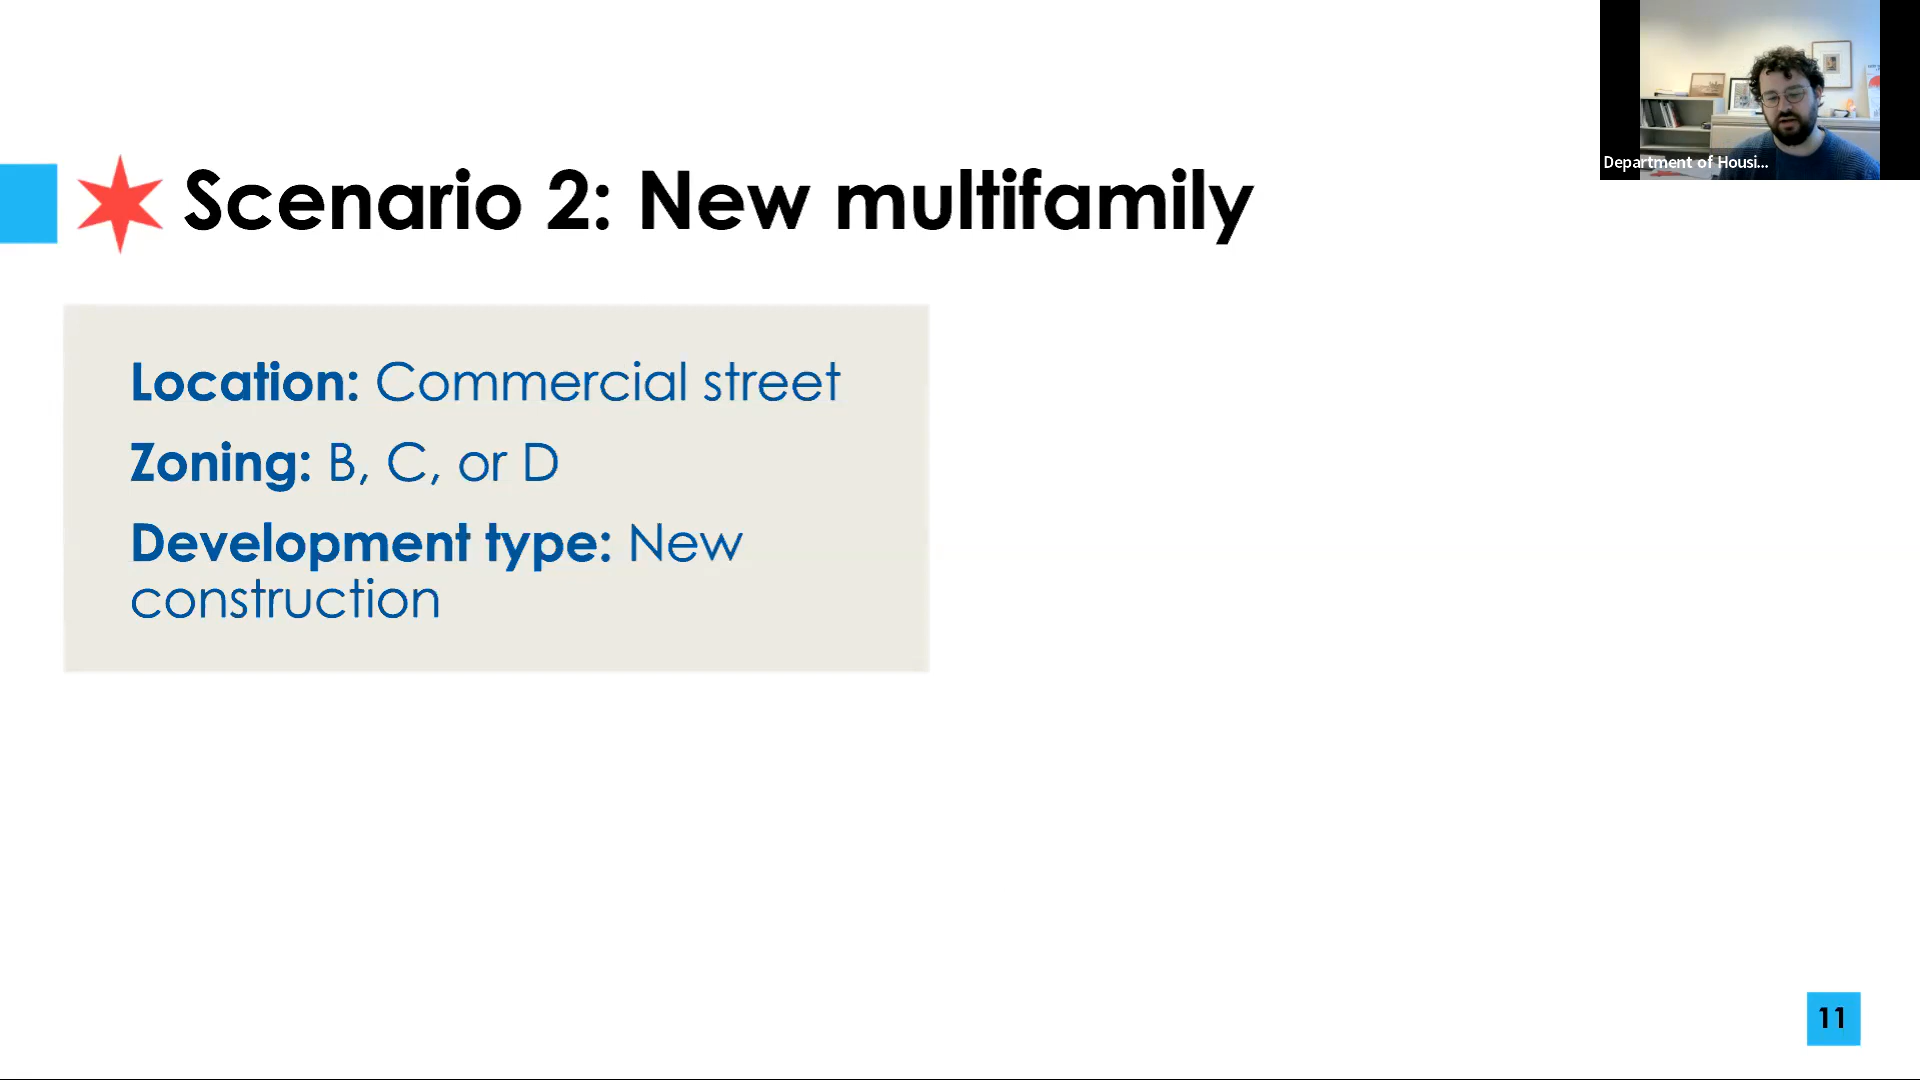 Department of Housi...
Scenario 2: New multifamily
Location: Commercial street
Zoning: B, C, or D
Development type: New
construction
11